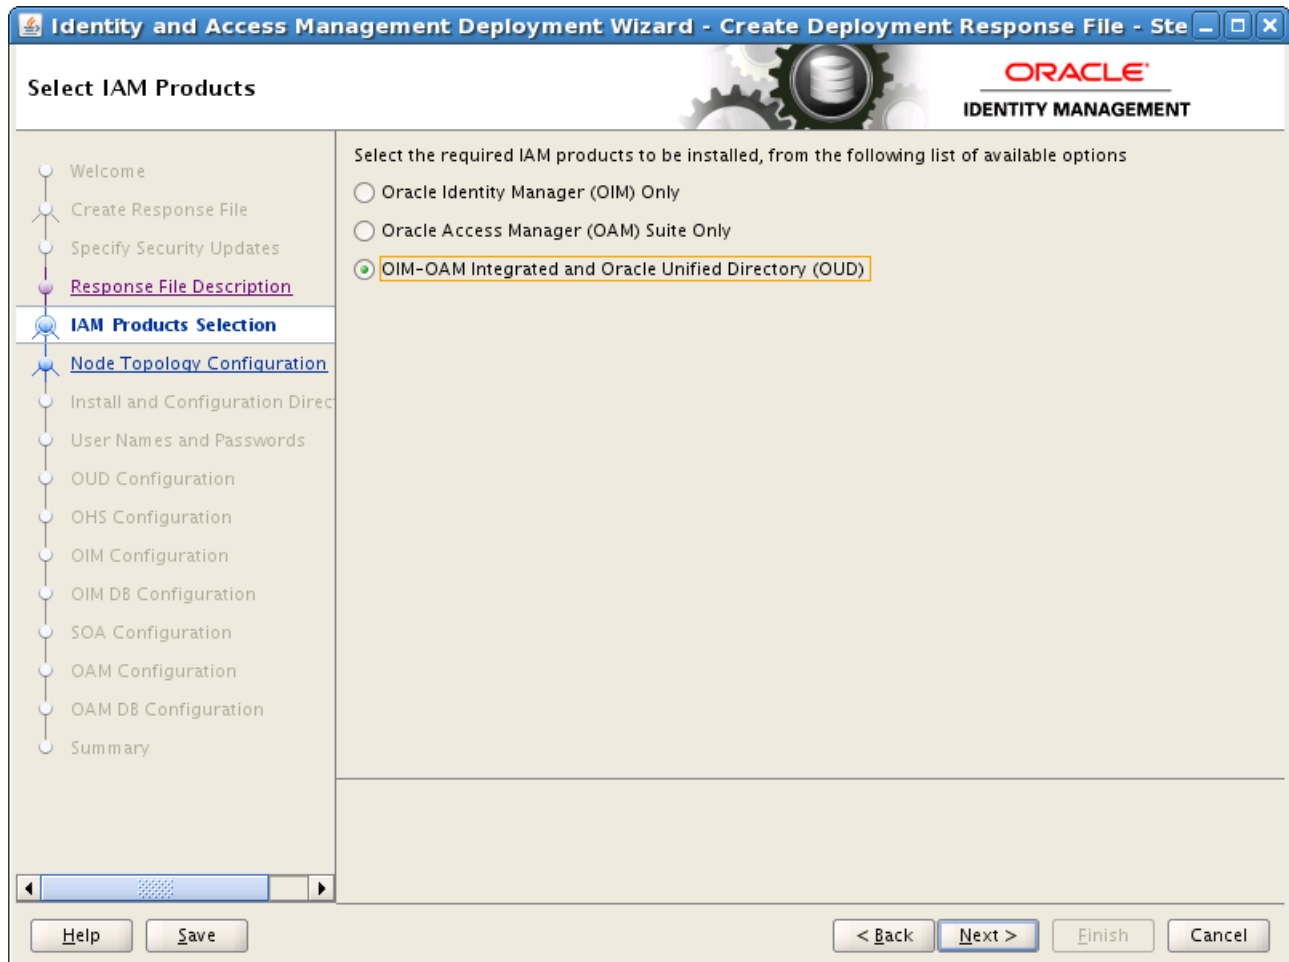 Identity and Access Management Deployment Wizard - Create Deployment Response File - Ste
Select IAM Products
ORACLE
IDENTITY MANAGEMENT
Welcome
Create Response File
Specify Security Updates
Response File Description
IAM Products Selection
Node Topology Configuration
Install and Configuration Direc
User Names and Passwords
OUD Configuration
OHS Configuration
OIM Configuration
OIM DB Configuration
SOA Configuration
OAM Configuration
OAM DB Configuration
Summary
Select the required IAM products to be installed, from the following list of available options
Oracle Identity Manager (OIM) Only
Oracle Access Manager (OAM) Suite Only
OIM-OAM Integrated and Oracle Unified Directory (OUD)
Help Save < Back Next > Finish Cancel